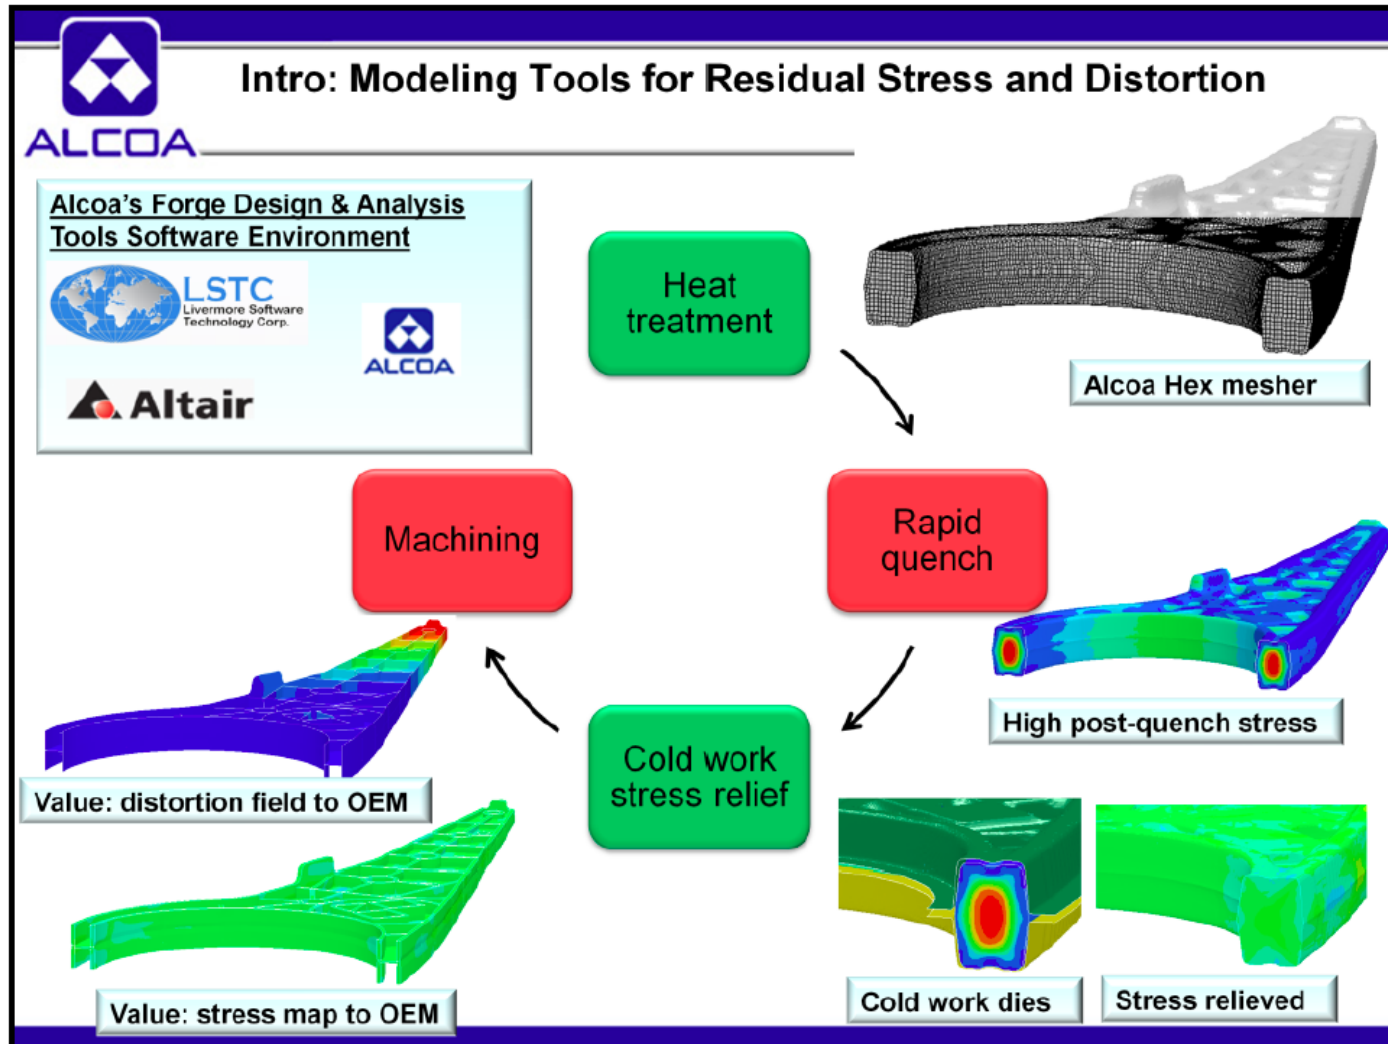 Intro: Modeling Tools for Residual Stress and Distortion
ALCOA
Alcoa's Forge Design & Analysis
Tools Software Environment
LSTC
Livermore Software
Technology Corp.
ALCOA
Altair
Heat
treatment
Alcoa Hex mesher
Machining
Rapid
quench
High post-quench stress
Cold work
stress relief
Value: distortion field to OEM
Value: stress map to OEM
Cold work dies
Stress relieved